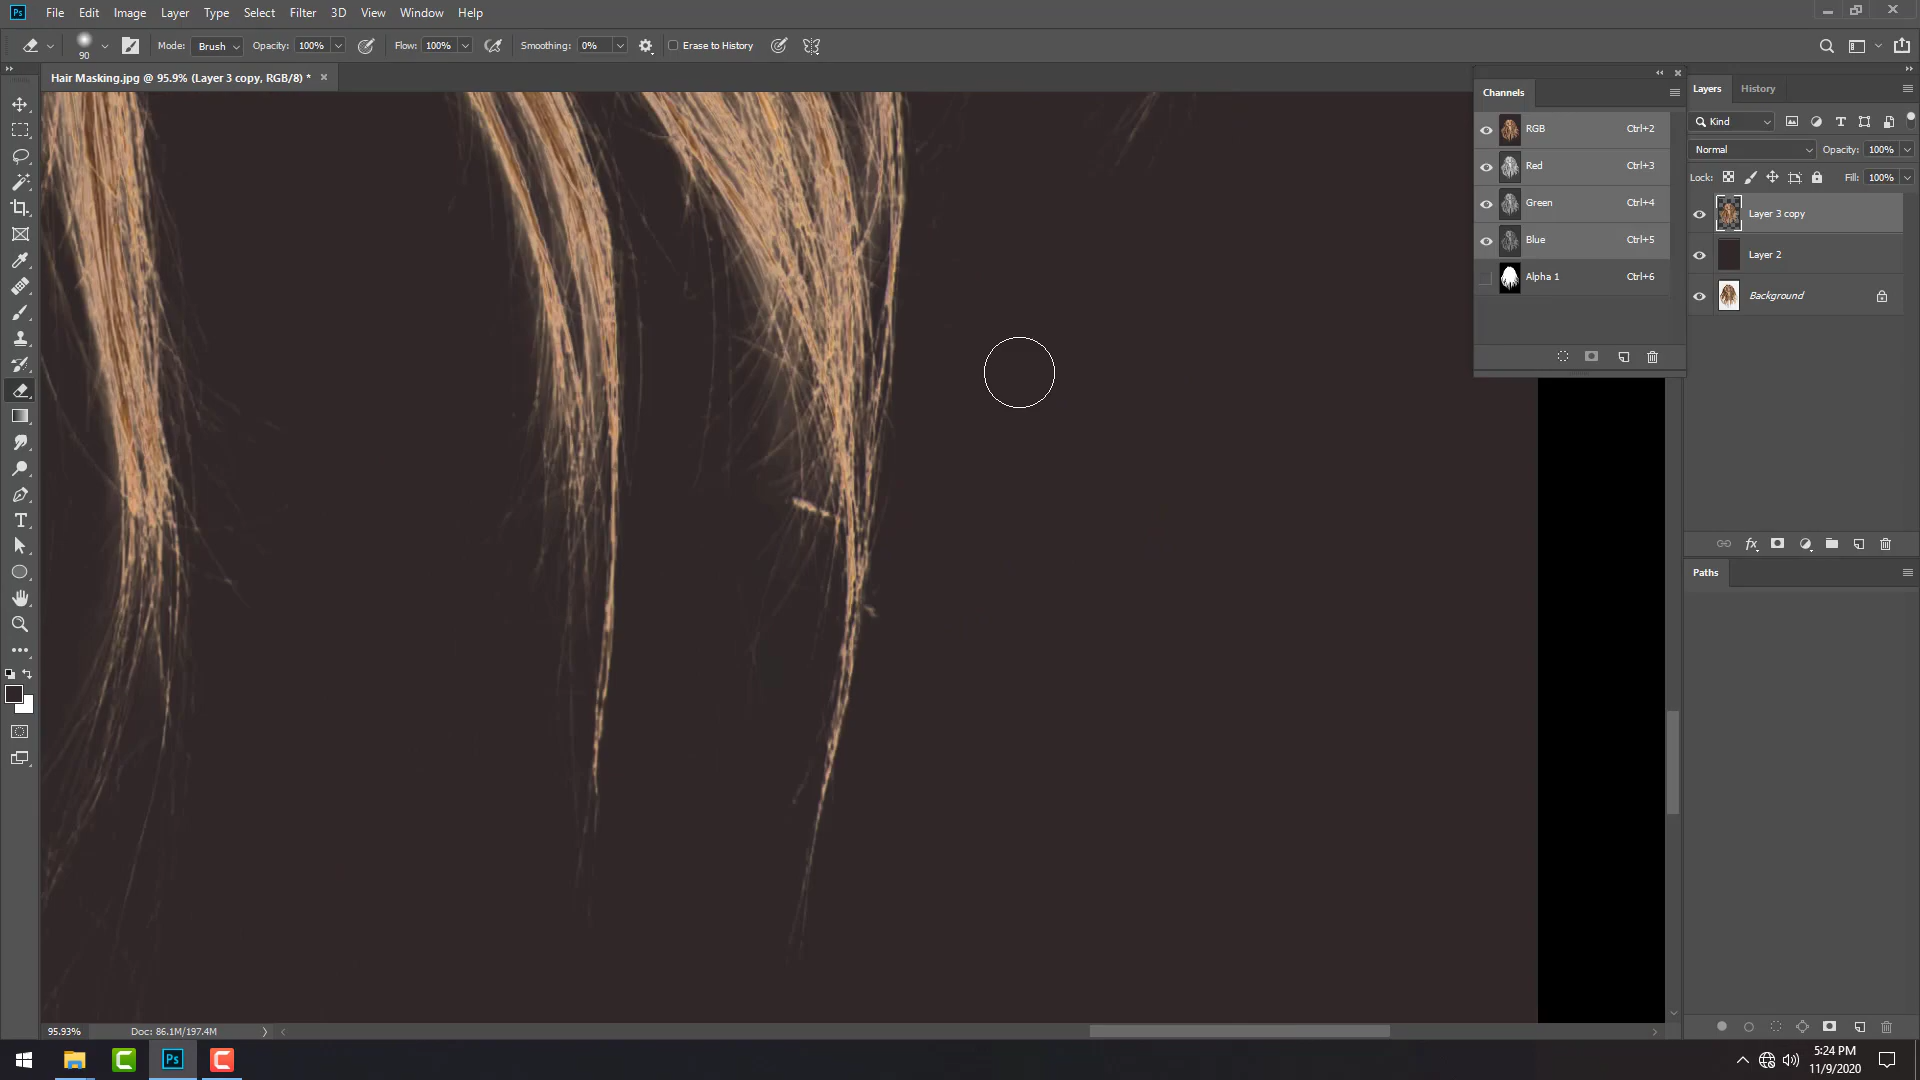 Ps File Edit Image Layer Type Select Filter 3D View Window Help
90 Mode: Brush Opacity: 100% Flow: 100% Smoothing: 0% Erase to History
Hair Masking.jpg @ 95.9% (Layer 3 copy, RGB/8) * ×
Channels
RGB Ctrl+2
Red Ctrl+3
Green Ctrl+4
Blue Ctrl+5
Alpha 1 Ctrl+6
Layers History
Kind
Normal Opacity: 100%
Lock: Fill: 100%
Layer 3 copy
Layer 2
Background
fx
Paths
T
95.93% Doc: 86.1M/197.4M
Ps
5:24 PM
11/9/2020